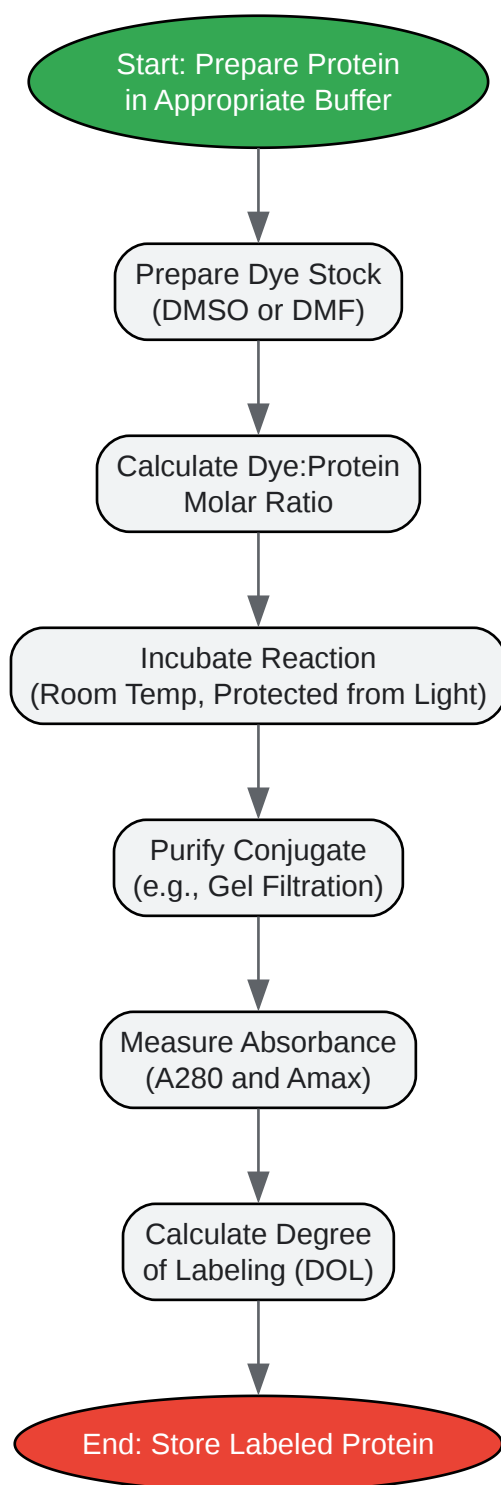 Start: Prepare Protein
in Appropriate Buffer
Prepare Dye Stock
(DMSO or DMF)
Calculate Dye:Protein
Molar Ratio
Incubate Reaction
(Room Temp, Protected from Light)
Purify Conjugate
(e.g., Gel Filtration)
Measure Absorbance
(A280 and Amax)
Calculate Degree
of Labeling (DOL)
End: Store Labeled Protein